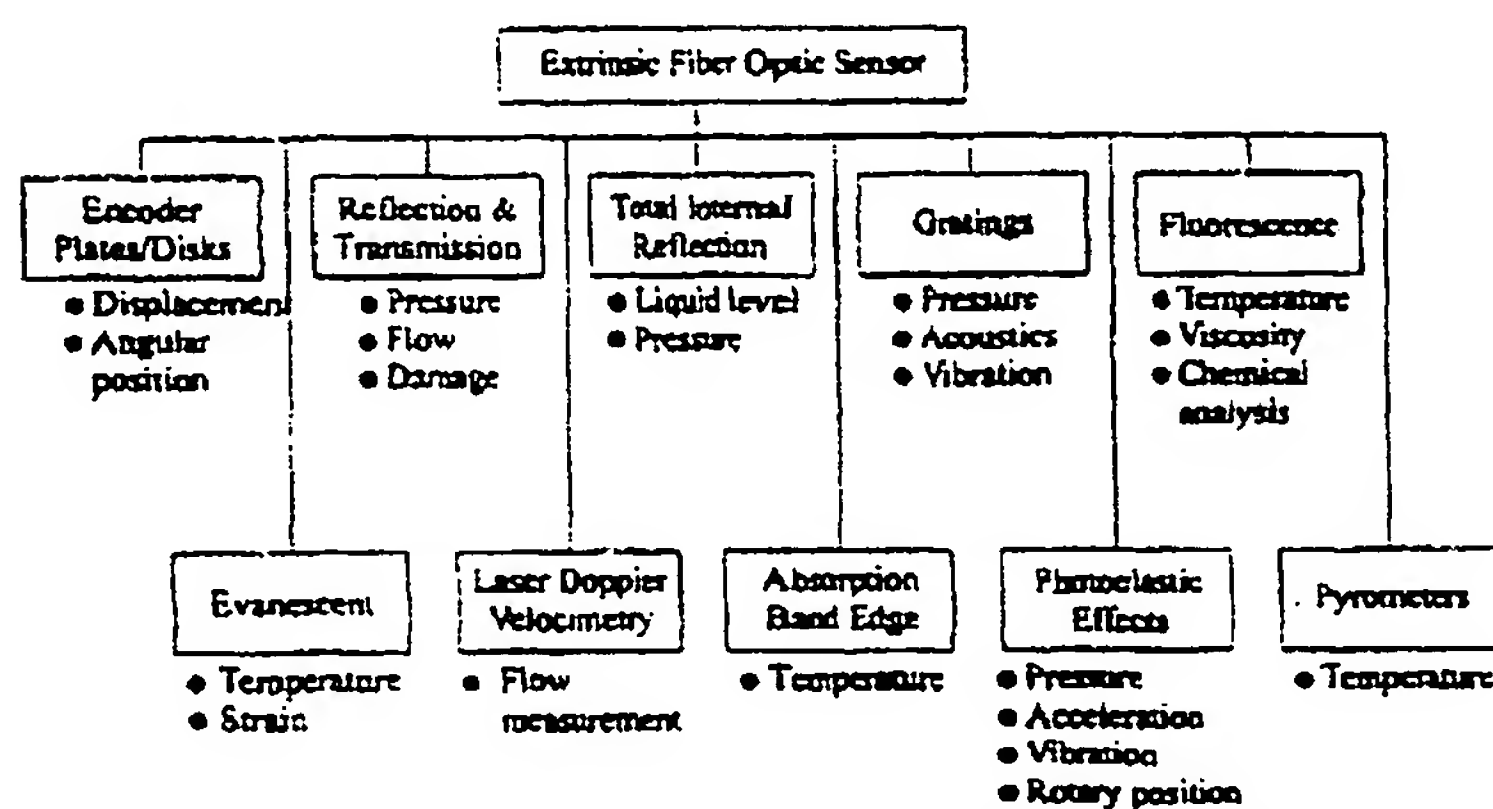 Extrinsic Fiber Optic Sensor
Encoder
Plates/Disks
● Displacement
● Angular
position
Reflection &
Transmission
● Pressure
● Flow
● Damage
Total Internal
Reflection
● Liquid level
● Pressure
Gratings
● Pressure
● Acoustics
● Vibration
Fluorescence
● Temperature
● Viscosity
● Chemical
analysis
Evanescent
● Temperature
● Strain
Laser Doppler
Velocimetry
● Flow
measurement
Absorption
Band Edge
● Temperature
Photoelastic
Effects
● Pressure
● Acceleration
● Vibration
● Rotary position
Pyrometers
● Temperature